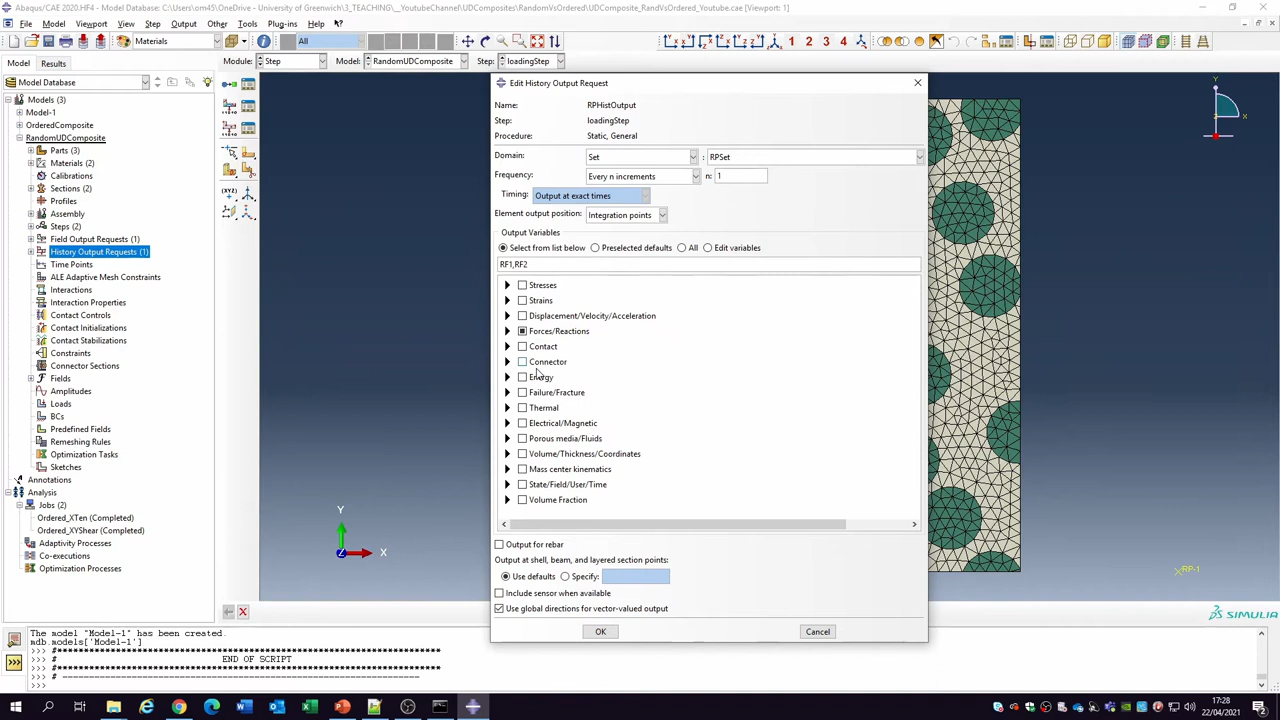 Abaqus/CAE 2020.HF4 - Academic License : University Of Greenwich - C:\Users\om45\OneDrive - University of Greenwich\3_TEACHING\__YoutubeChannel\UDComposites\RandomVsOrdered\UDComposite_RandVsOrdered_Youtube.cae [Viewport: 1]
File Model Viewport View Step Output Other Tools Plug-ins Help
Materials All 1 2 3 4
Model Results Module: Step Model: RandomUDComposite Step: loadingStep
Model Database
Models (3)
Model-1
OrderedComposite
RandomUDComposite
Parts (3)
Materials (2)
Calibrations
Sections (2)
Profiles
Assembly
Steps (2)
Field Output Requests (1)
History Output Requests (1)
Time Points
ALE Adaptive Mesh Constraints
Interactions
Interaction Properties
Contact Controls
Contact Initializations
Contact Stabilizations
Constraints
Connector Sections
Fields
Amplitudes
Loads
BCs
Predefined Fields
Remeshing Rules
Optimization Tasks
Sketches
Annotations
Analysis
Jobs (2)
Ordered_XTen (Completed)
Ordered_XYShear (Completed)
Adaptivity Processes
Co-executions
Optimization Processes
Edit History Output Request
Name: RPHistOutput
Step: loadingStep
Procedure: Static, General
Domain: Set : RPSet
Frequency: Every n increments n: 1
Timing: Output at exact times
Element output position: Integration points
Output Variables
Select from list below Preselected defaults All Edit variables
RF1,RF2
Stresses
Strains
Displacement/Velocity/Acceleration
Forces/Reactions
Contact
Connector
Energy
Failure/Fracture
Thermal
Electrical/Magnetic
Porous media/Fluids
Volume/Thickness/Coordinates
Mass center kinematics
State/Field/User/Time
Volume Fraction
Output for rebar
Output at shell, beam, and layered section points:
Use defaults Specify:
Include sensor when available
Use global directions for vector-valued output
OK Cancel
Y
X
Y
Z X
RP-1
SIMULIA
The model "Model-1" has been created.
mdb.models['Model-1']
>>> #**********************************************************
>>> # END OF SCRIPT
>>> #**********************************************************
>>> # ------------------------------------------------------
>>>
17:28
22/04/2021